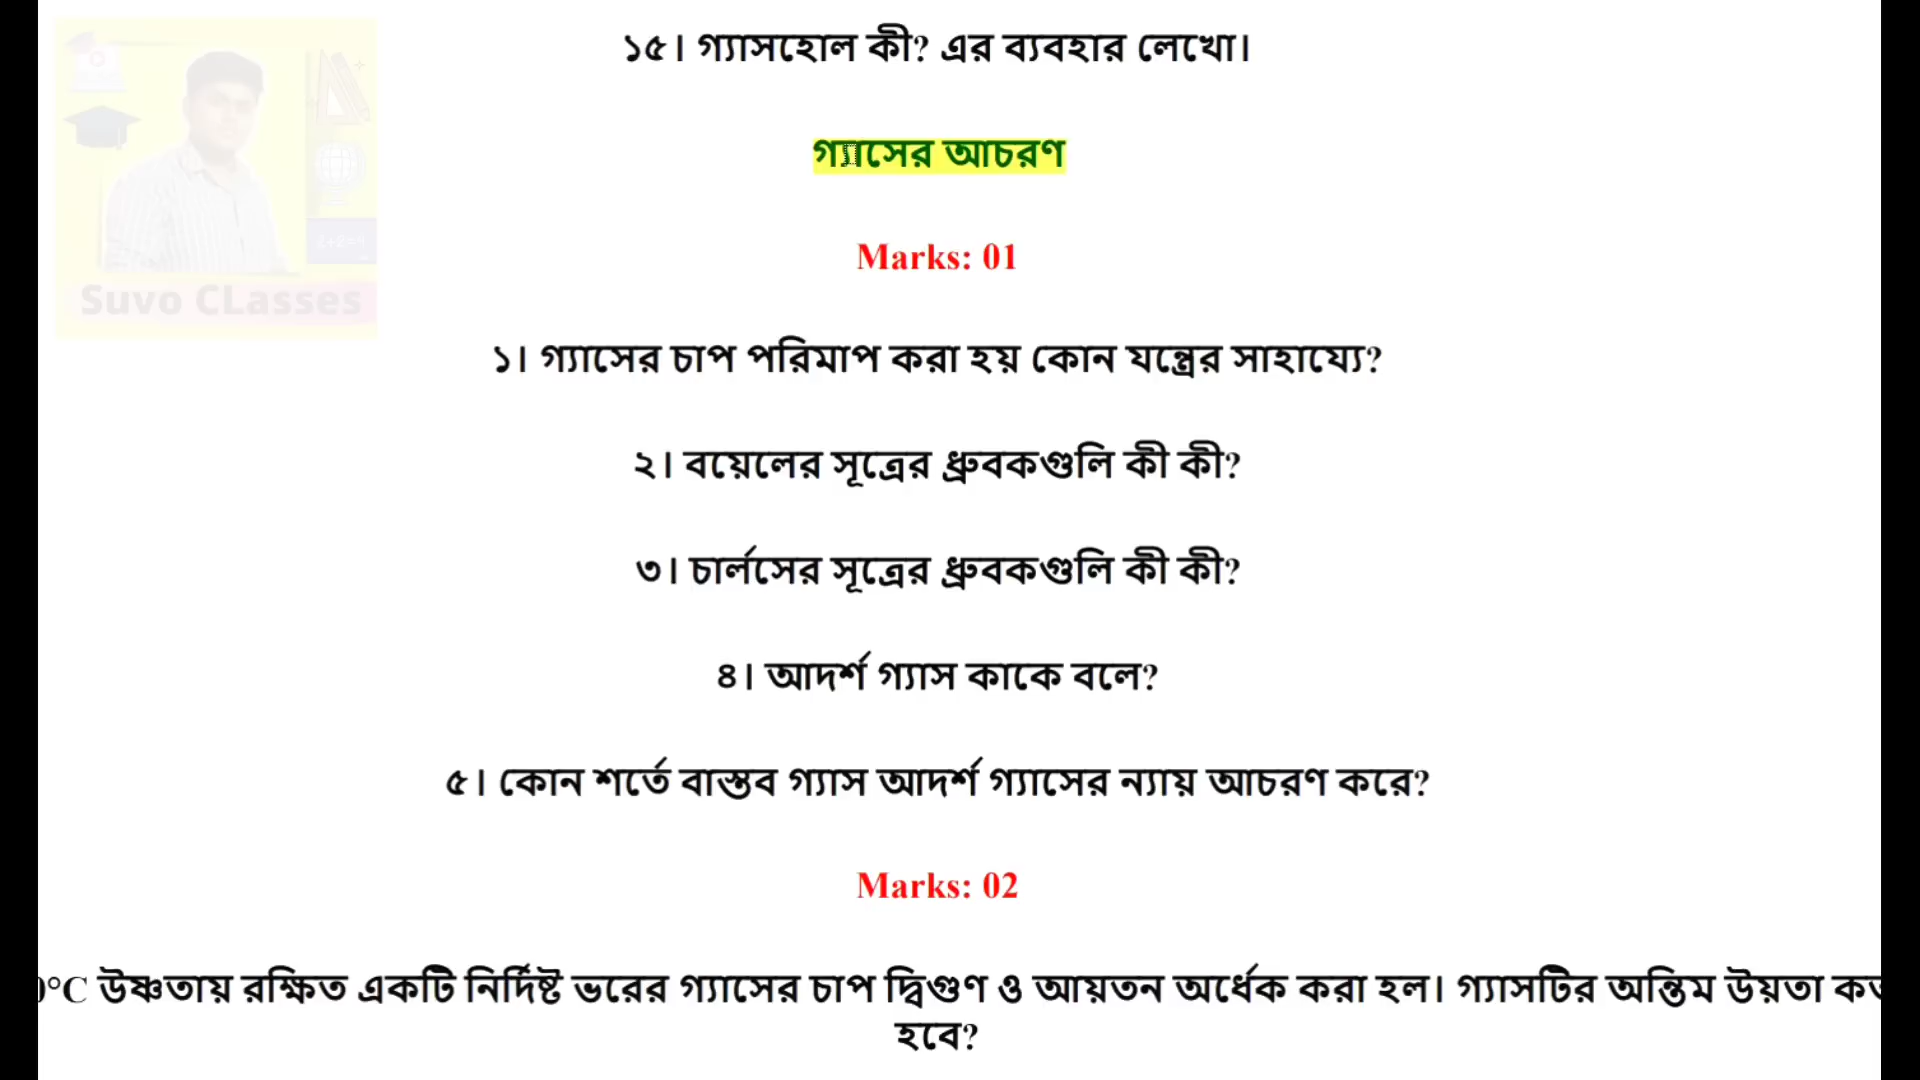 ১৫। গ্যাসহোল কী? এর ব্যবহার লেখো।
গ্যাসের আচরণ
Marks: 01
Suvo CLasses
১। গ্যাসের চাপ পরিমাপ করা হয় কোন যন্ত্রের সাহায্যে?
২। বয়েলের সূত্রের ধ্রুবকগুলি কী কী?
৩। চার্লসের সূত্রের ধ্রুবকগুলি কী কী?
৪। আদর্শ গ্যাস কাকে বলে?
৫। কোন শর্তে বাস্তব গ্যাস আদর্শ গ্যাসের ন্যায় আচরণ করে?
Marks: 02
°C উষ্ণতায় রক্ষিত একটি নির্দিষ্ট ভরের গ্যাসের চাপ দ্বিগুণ ও আয়তন অর্ধেক করা হল। গ্যাসটির অন্তিম উয়তা
হবে?